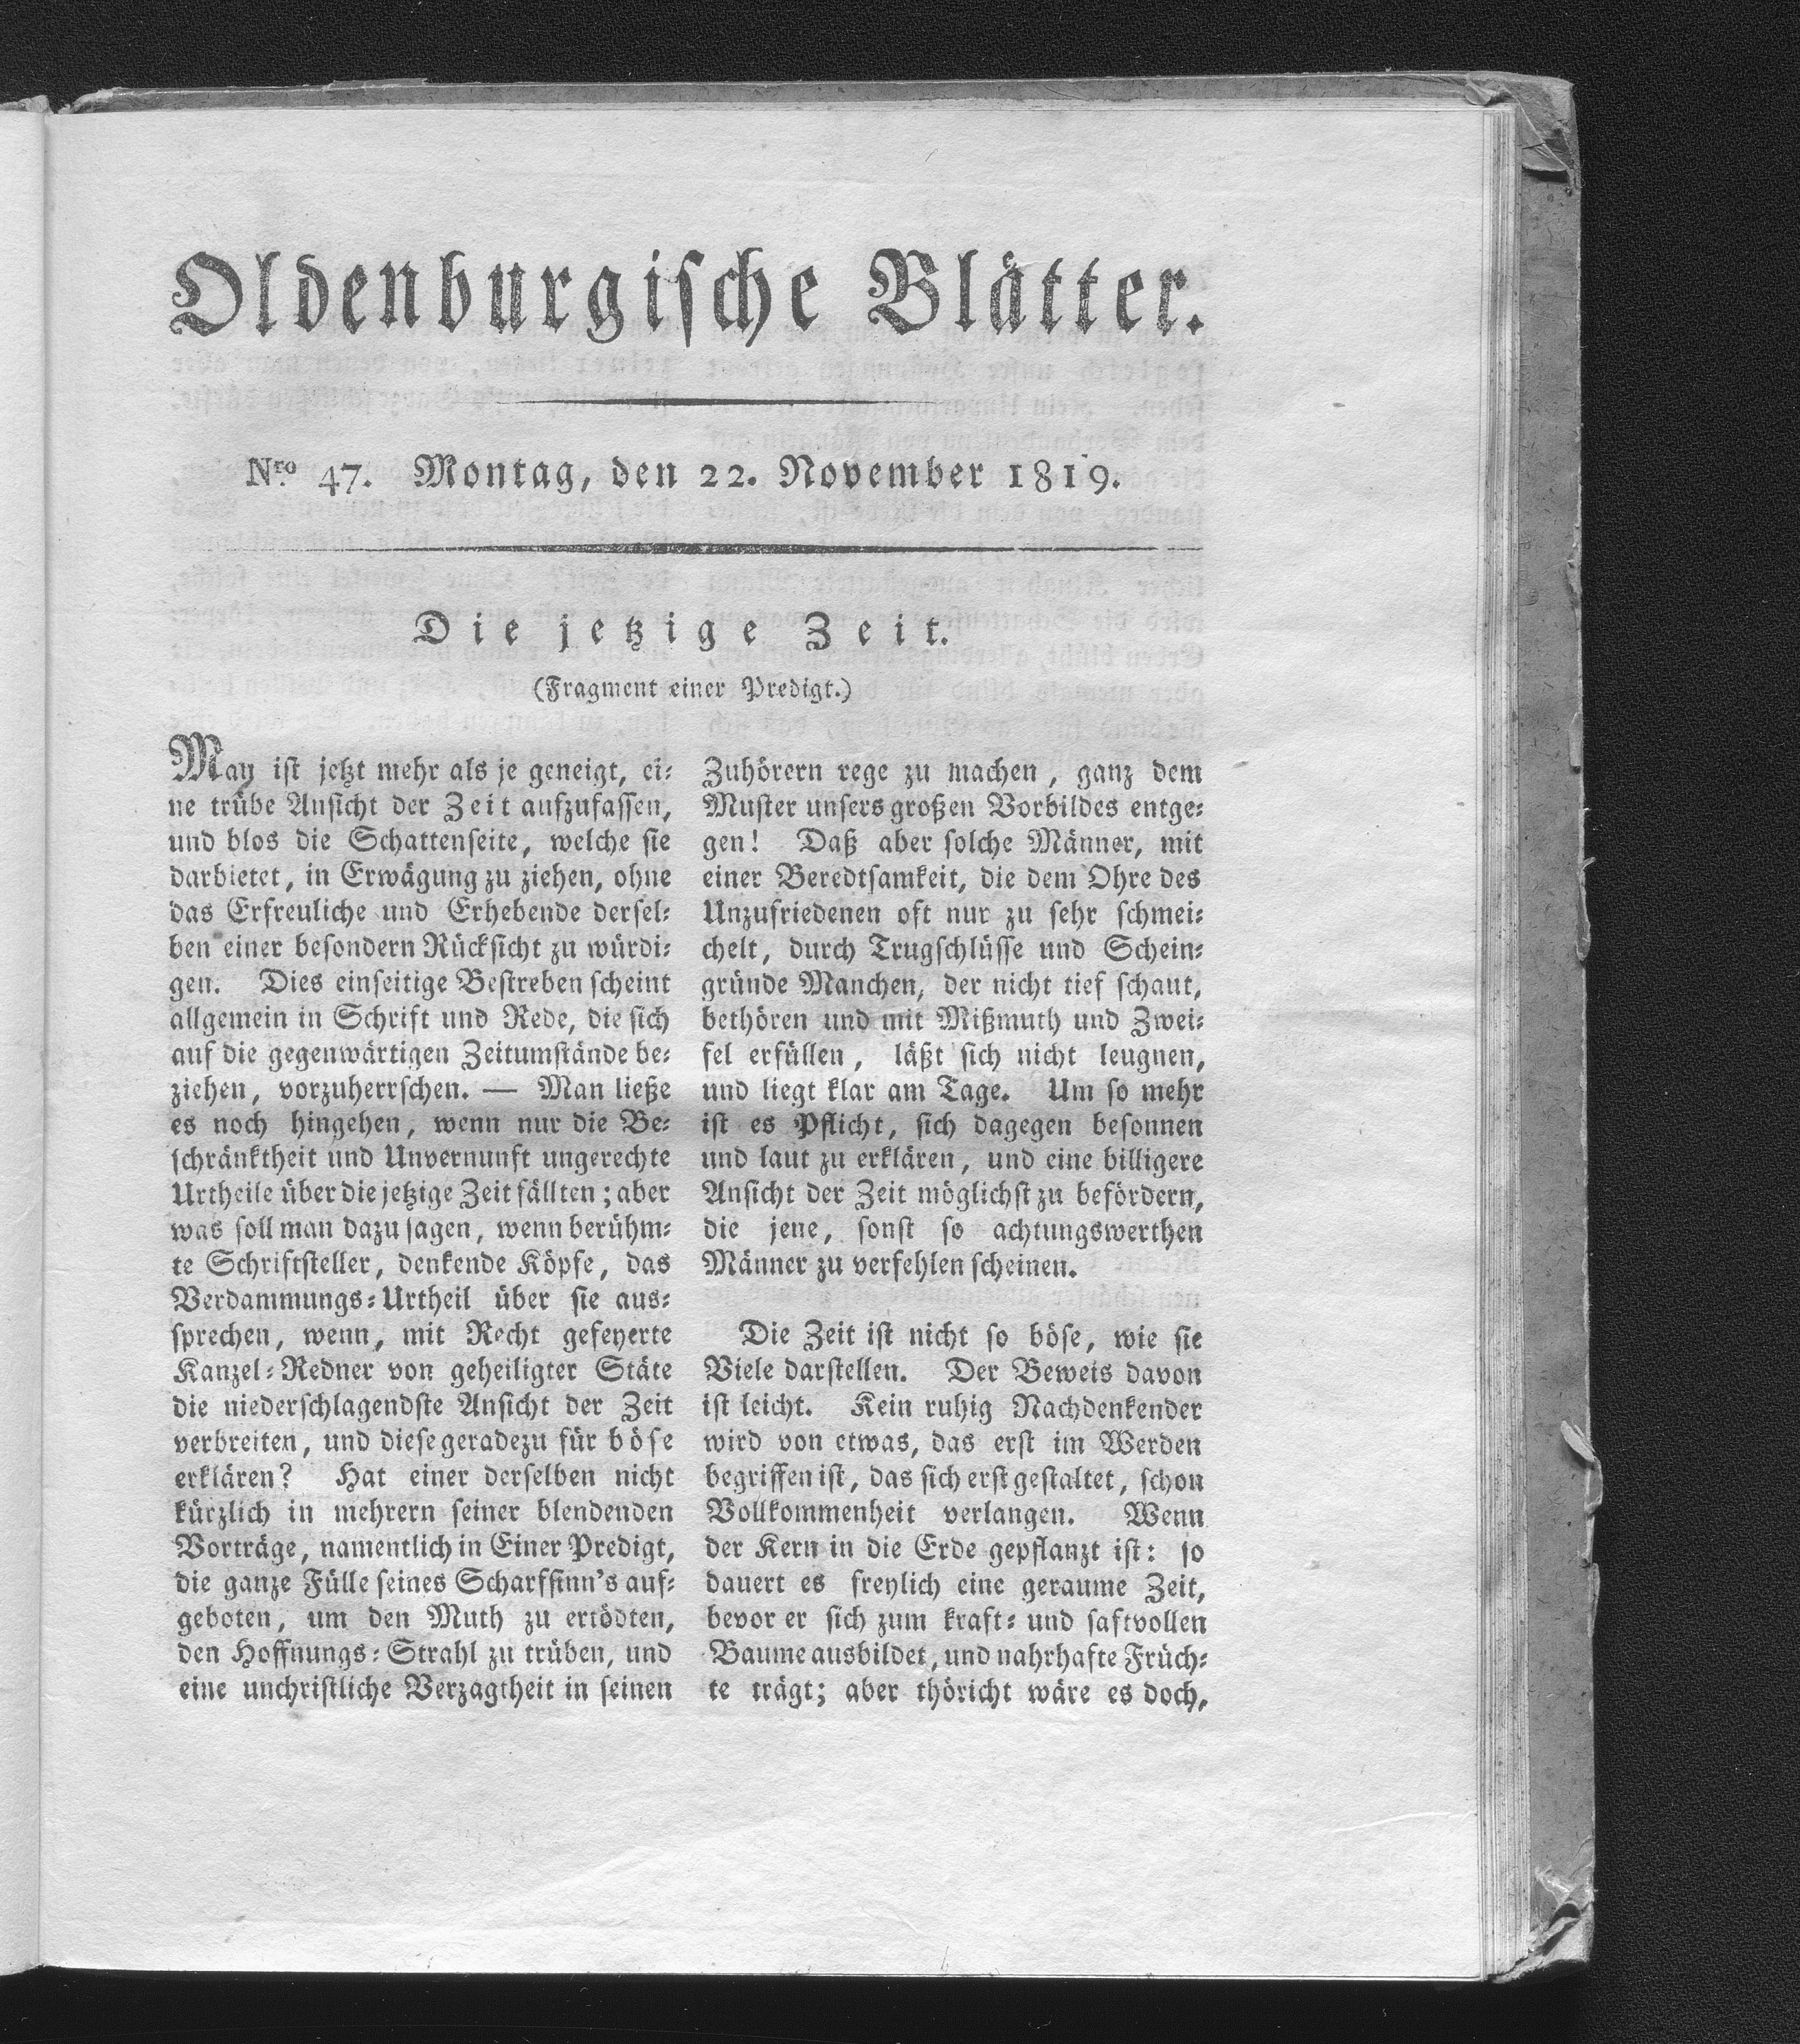 Oldenburgische Blätter.
Nro 47. Montag, den 22. November 1819.
Die jetzige Zeit.
(Fragment einer Predigt.)
May ist jetzt mehr als je geneigt, ei-
ne trübe Ansicht der Zeit aufzufassen,
und blos die Schattenseite, welche sie
darbietet, in Erwägung zu ziehen, ohne
das Erfreuliche und Erhebende dersel-
ben einer besondern Rücksicht zu würdi-
gen. Dies einseitige Bestreben scheint
allgemein in Schrift und Rede, die sich
auf die gegenwärtigen Zeitumstände be-
ziehen, vorzuherrschen. — Man ließe
es noch hingehen, wenn nur die Be-
schränktheit und Unvernunft ungerechte
Urtheile über die jetzige Zeit fällten; aber
was soll man dazu sagen, wenn berühm-
te Schriftsteller, denkende Köpfe, das
Verdammungs-Urtheil über sie aus-
sprechen, wenn, mit Recht gefeyerte
Kanzel-Redner von geheiligter Stäte
die niederschlagendste Ansicht der Zeit
verbreiten, und diese geradezu für böse
erklären? Hat einer derselben nicht
kürzlich in mehrern seiner blendenden
Vorträge, namentlich in Einer Predigt,
die ganze Fülle seines Scharffinn's auf-
geboten, um den Muth zu ertödten,
den Hoffnungs-Strahl zu trüben, und
eine unchristliche Verzagtheit in seinen
Zuhörern rege zu machen, ganz dem
Muster unsers großen Vorbildes entge-
gen! Daß aber solche Männer, mit
einer Beredtsamkeit, die dem Ohre des
Unzufriedenen oft nur zu sehr schmei-
chelt, durch Trugschlüsse und Schein-
gründe Manchen, der nicht tief schaut,
bethören und mit Mißmuth und Zwei-
fel erfüllen, läßt sich nicht leugnen,
und liegt klar am Tage. Um so mehr
ist es Pflicht, sich dagegen besonnen
und laut zu erklären, und eine billigere
Ansicht der Zeit möglichst zu befördern,
die jene, sonst so achtungswerthen
Männer zu verfehlen scheinen.
Die Zeit ist nicht so böse, wie sie
Viele darstellen. Der Beweis davon
ist leicht. Kein ruhig Nachdenkender
wird von etwas, das erst im Werden
begriffen ist, das sich erst gestaltet, schon
Vollkommenheit verlangen. Wenn
der Kern in die Erde gepflanzt ist: so
dauert es freylich eine geraume Zeit,
bevor er sich zum kraft- und saftvollen
Baume ausbildet, und nahrhafte Früch-
te trägt; aber thöricht wäre es doch,